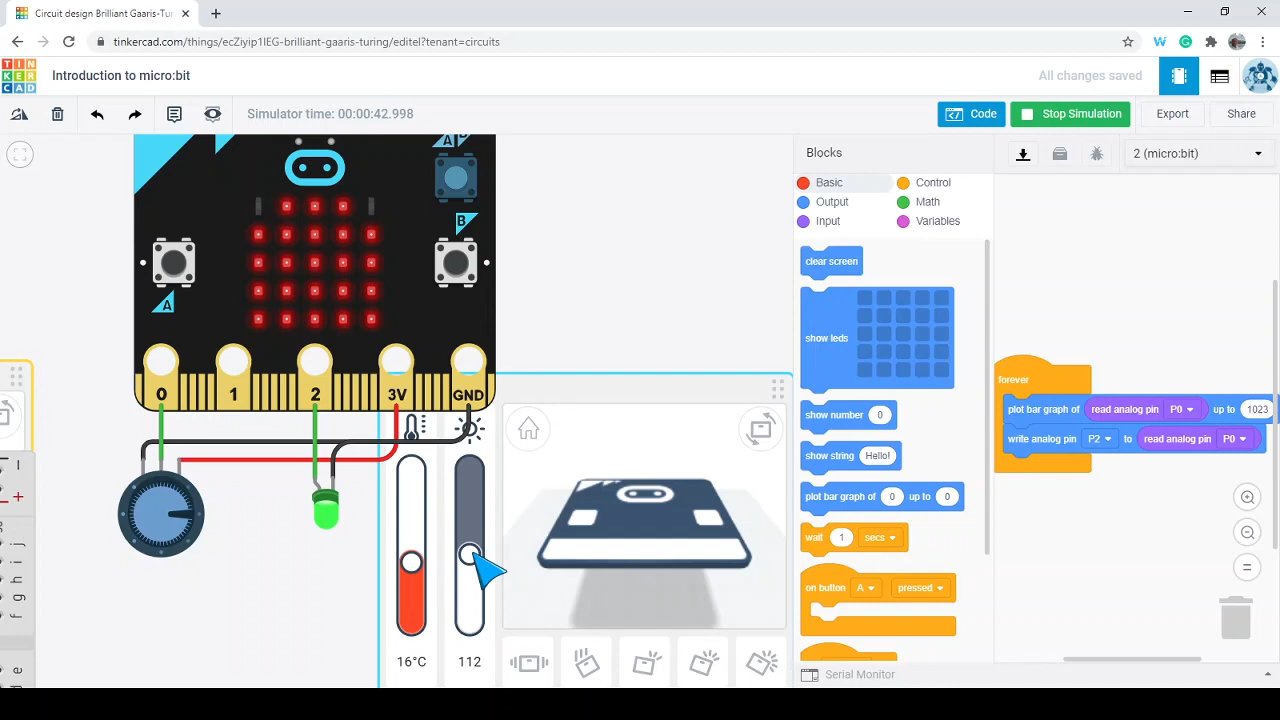 Circuit design Brilliant Gaaris-Tur
tinkercad.com/things/ecZiyip1lEG-brilliant-gaaris-turing/editel?tenant=circuits
TIN
KER
CAD
Introduction to micro:bit
All changes saved
Simulator time: 00:00:42.998
Code
Stop Simulation
Export
Share
Blocks
2 (micro:bit)
Basic
Control
Output
Math
Input
Variables
clear screen
show leds
show number 0
show string Hello!
plot bar graph of 0 up to 0
wait 1 secs
on button A pressed
forever
plot bar graph of read analog pin P0 up to 1023
write analog pin P2 to read analog pin P0
Serial Monitor
A
B
A
0 1 2 3V GND
16°C
112
j
i
h
g
f
e
d